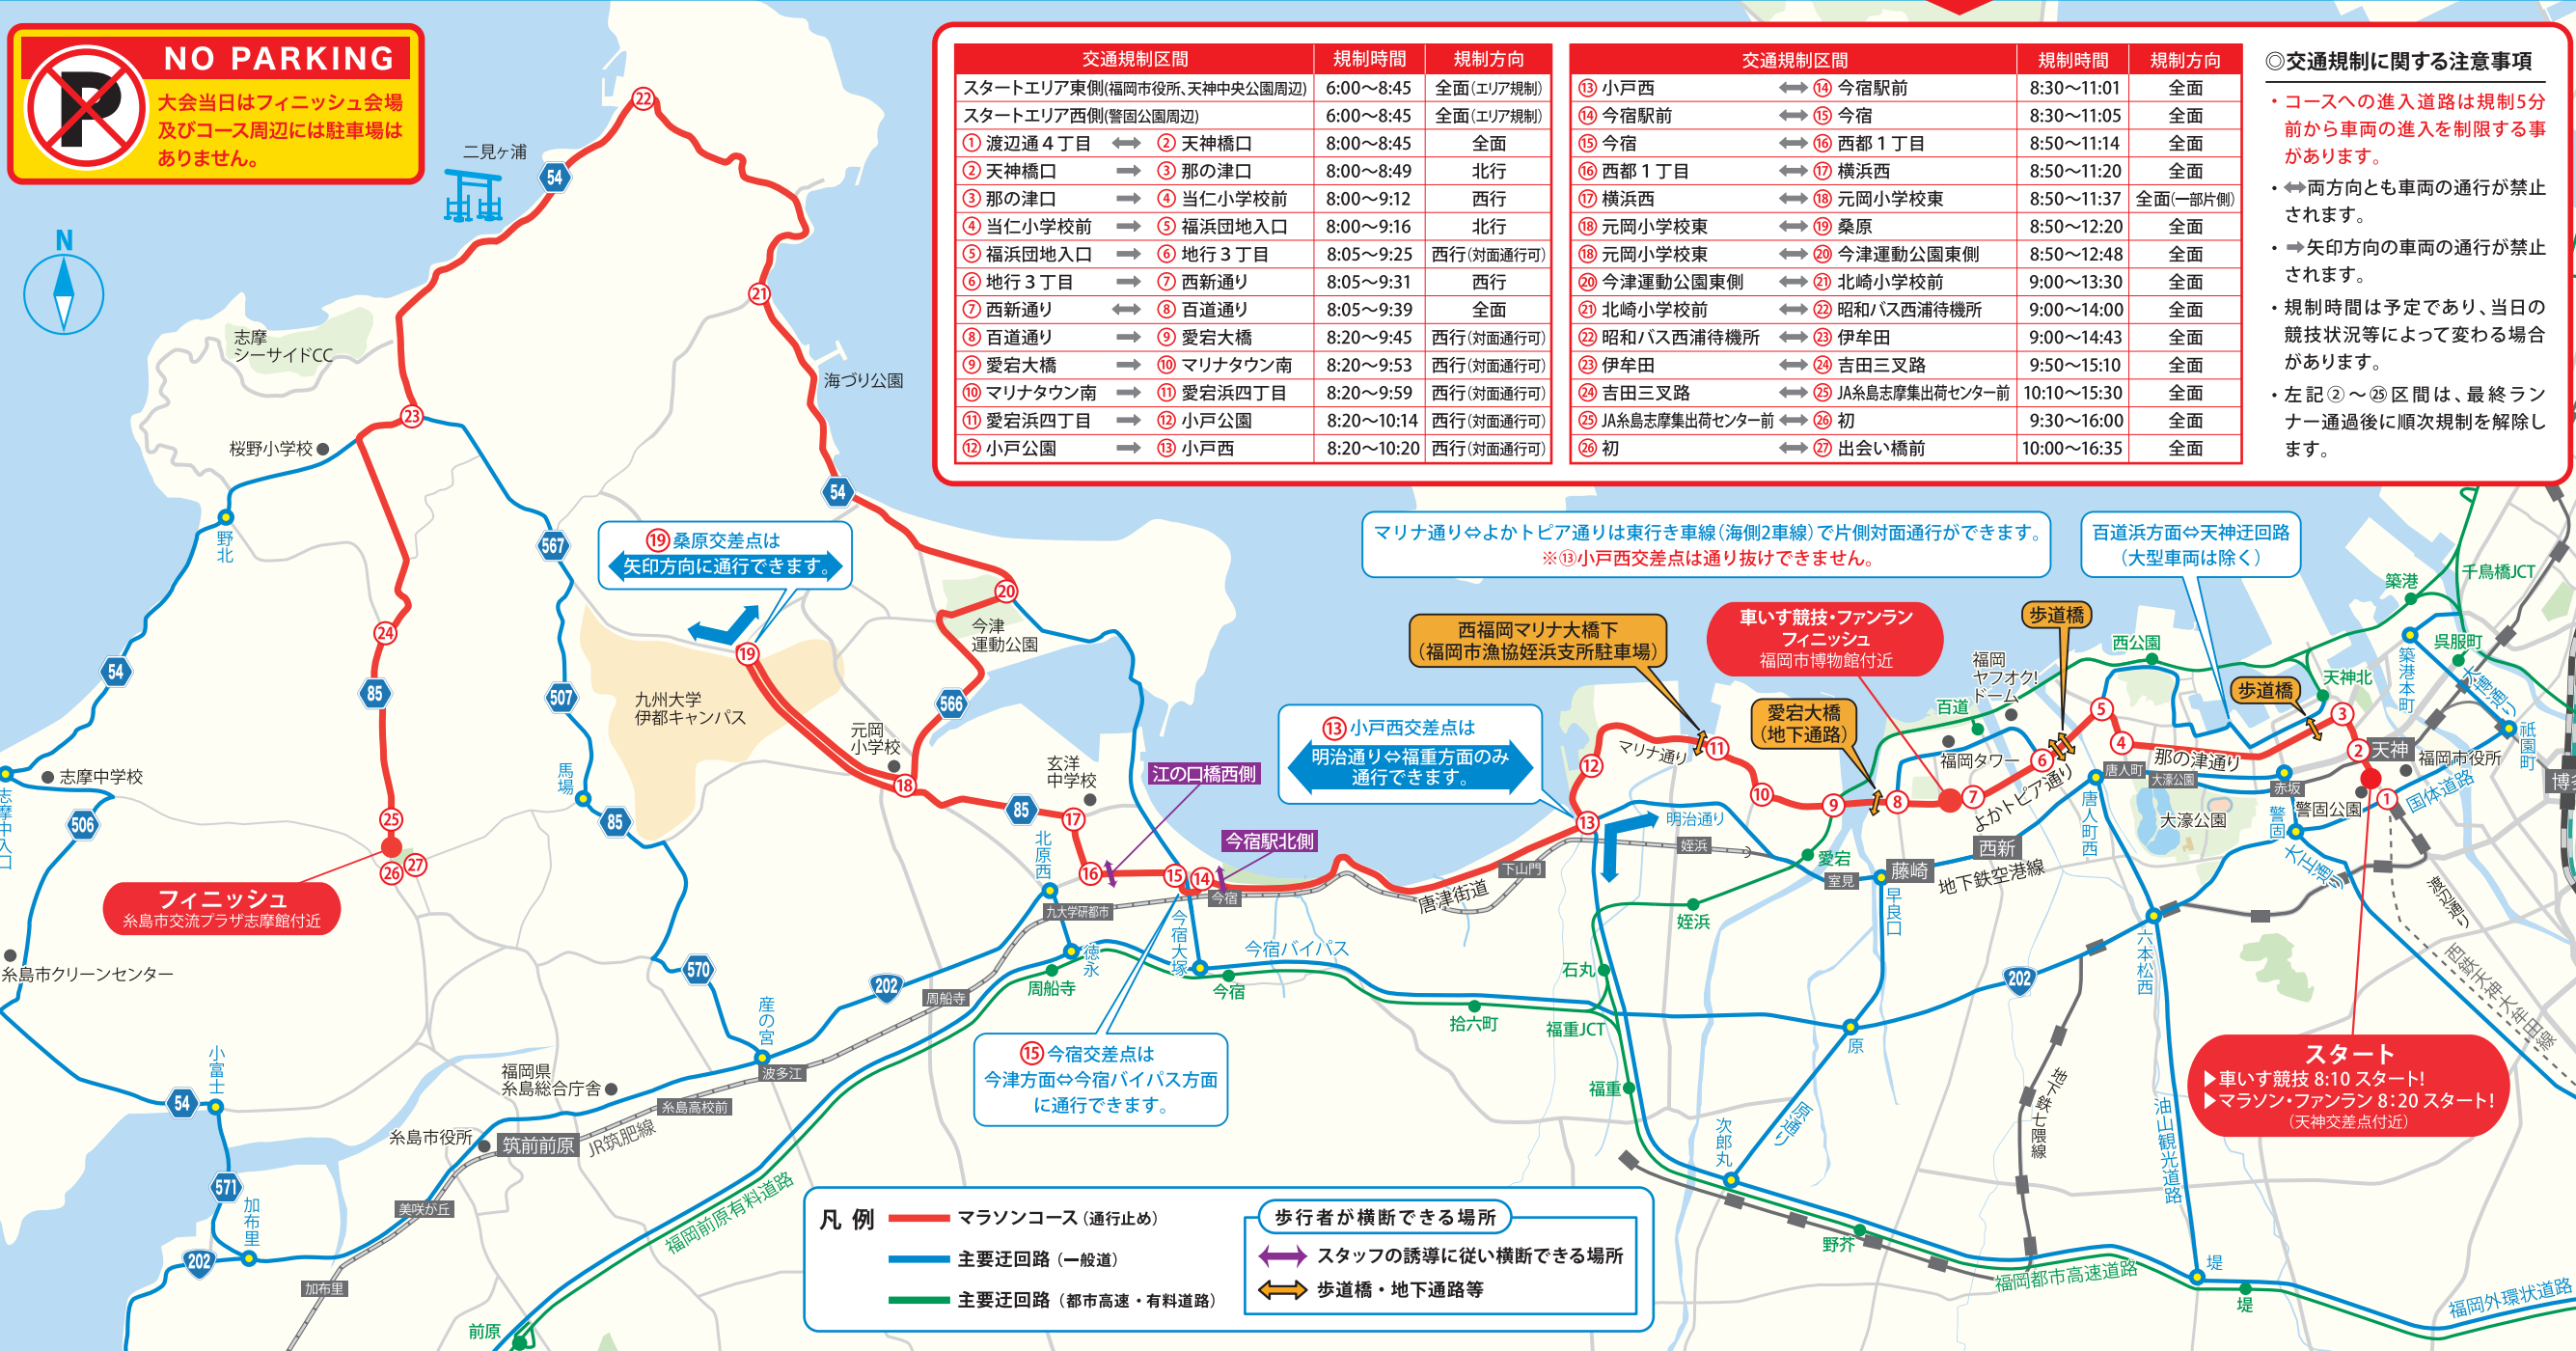 NO PARKING
大会当日はフィニッシュ会場
及びコース周辺には駐車場は
ありません。
交通規制区間 規制時間 規制方向
スタートエリア東側(福岡市役所、天神中央公園周辺) 6:00〜8:45 全面(エリア規制)
スタートエリア西側(警固公園周辺) 6:00〜8:45 全面(エリア規制)
① 渡辺通4丁目 ⇔ ② 天神橋口 8:00〜8:45 全面
② 天神橋口 ➡ ③ 那の津口 8:00〜8:49 北行
③ 那の津口 ➡ ④ 当仁小学校前 8:00〜9:12 西行
④ 当仁小学校前 ➡ ⑤ 福浜団地入口 8:00〜9:16 北行
⑤ 福浜団地入口 ➡ ⑥ 地行3丁目 8:05〜9:25 西行(対面通行可)
⑥ 地行3丁目 ➡ ⑦ 西新通り 8:05〜9:31 西行
⑦ 西新通り ⇔ ⑧ 百道通り 8:05〜9:39 全面
⑧ 百道通り ➡ ⑨ 愛宕大橋 8:20〜9:45 西行(対面通行可)
⑨ 愛宕大橋 ➡ ⑩ マリナタウン南 8:20〜9:53 西行(対面通行可)
⑩ マリナタウン南 ➡ ⑪ 愛宕浜四丁目 8:20〜9:59 西行(対面通行可)
⑪ 愛宕浜四丁目 ➡ ⑫ 小戸公園 8:20〜10:14 西行(対面通行可)
⑫ 小戸公園 ➡ ⑬ 小戸西 8:20〜10:20 西行(対面通行可)
交通規制区間 規制時間 規制方向
⑬ 小戸西 ⇔ ⑭ 今宿駅前 8:30〜11:01 全面
⑭ 今宿駅前 ⇔ ⑮ 今宿 8:30〜11:05 全面
⑮ 今宿 ⇔ ⑯ 西都1丁目 8:50〜11:14 全面
⑯ 西都1丁目 ⇔ ⑰ 横浜西 8:50〜11:20 全面
⑰ 横浜西 ⇔ ⑱ 元岡小学校東 8:50〜11:37 全面(一部片側)
⑱ 元岡小学校東 ⇔ ⑲ 桑原 8:50〜12:20 全面
⑱ 元岡小学校東 ⇔ ⑳ 今津運動公園東側 8:50〜12:48 全面
⑳ 今津運動公園東側 ⇔ ㉑ 北崎小学校前 9:00〜13:30 全面
㉑ 北崎小学校前 ⇔ ㉒ 昭和バス西浦待機所 9:00〜14:00 全面
㉒ 昭和バス西浦待機所 ⇔ ㉓ 伊牟田 9:00〜14:43 全面
㉓ 伊牟田 ⇔ ㉔ 吉田三叉路 9:50〜15:10 全面
㉔ 吉田三叉路 ⇔ ㉕ JA糸島志摩集出荷センター前 10:10〜15:30 全面
㉕ JA糸島志摩集出荷センター前 ⇔ ㉖ 初 9:30〜16:00 全面
㉖ 初 ⇔ ㉗ 出会い橋前 10:00〜16:35 全面
◎交通規制に関する注意事項
・コースへの進入道路は規制5分
前から車両の進入を制限する事
があります。
・⇔両方向とも車両の通行が禁止
されます。
・➡矢印方向の車両の通行が禁止
されます。
・規制時間は予定であり、当日の
競技状況等によって変わる場合
があります。
・左記②〜㉕区間は、最終ラン
ナー通過後に順次規制を解除し
ます。
N
二見ヶ浦
54
㉒
㉑
志摩
シーサイドCC
海づり公園
㉓
桜野小学校
54
野北
567
⑲桑原交差点は
矢印方向に通行できます。
マリナ通り⇔よかトピア通りは東行き車線(海側2車線)で片側対面通行ができます。
※⑬小戸西交差点は通り抜けできません。
百道浜方面⇔天神迂回路
(大型車両は除く)
築港
千鳥橋JCT
⑳
今津
運動公園
㉔
⑲
54
85
507
九州大学
伊都キャンパス
566
元岡
小学校
⑱
西福岡マリナ大橋下
(福岡市漁協姪浜支所駐車場)
車いす競技・ファンラン
フィニッシュ
福岡市博物館付近
歩道橋
西公園
呉服町
築港本町
大博通り
天神北
歩道橋
福岡
ヤフオク!
ドーム
百道
愛宕大橋
(地下通路)
⑬小戸西交差点は
明治通り⇔福重方面のみ
通行できます。
マリナ通り
⑪
⑫
⑩
⑨
⑧
⑦
⑥
⑤
④
③
②
①
福岡タワー
よかトピア通り
那の津通り
天神
福岡市役所
祇園町
国体道路
唐人町
大濠公園
赤坂
警固公園
警固
大濠公園
唐人町西
大正通り
渡辺通り
西鉄天神大牟田線
志摩中学校
志摩中入口
506
馬場
85
玄洋
中学校
江の口橋西側
今宿駅北側
85
⑰
北原西
⑯
⑮
⑭
今宿
⑬
明治通り
姪浜
下山門
唐津街道
室見
愛宕
藤崎
西新
地下鉄空港線
早良口
姪浜
㉕
㉖
㉗
フィニッシュ
糸島市交流プラザ志摩館付近
糸島市クリーンセンター
570
九大学研都市
徳永
今宿大塚
今宿バイパス
今宿
周船寺
周船寺
202
産の宮
石丸
拾六町
福重JCT
福重
原
202
六本松西
波多江
⑮今宿交差点は
今津方面⇔今宿バイパス方面
に通行できます。
スタート
▶車いす競技 8:10 スタート!
▶マラソン・ファンラン 8:20 スタート!
(天神交差点付近)
小富士
54
福岡県
糸島総合庁舎
糸島高校前
糸島市役所
筑前前原
JR筑肥線
571
加布里
202
美咲が丘
加布里
前原
福岡前原有料道路
次郎丸
原通り
地下鉄七隈線
油山観光道路
野芥
福岡都市高速道路
堤
堤
福岡外環状道路
凡例
マラソンコース(通行止め)
主要迂回路(一般道)
主要迂回路(都市高速・有料道路)
歩行者が横断できる場所
スタッフの誘導に従い横断できる場所
歩道橋・地下通路等